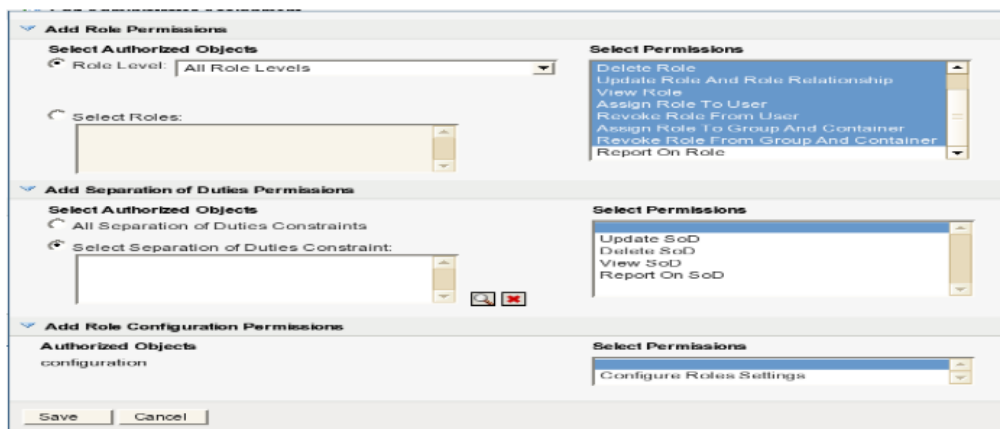 Add Role Permissions
Select Authorized Objects
Role Level: All Role Levels
Select Roles:
Select Permissions
Delete Role
Update Role And Role Relationship
View Role
Assign Role To User
Revoke Role From User
Assign Role To Group And Container
Revoke Role From Group And Container
Report On Role
Add Separation of Duties Permissions
Select Authorized Objects
All Separation of Duties Constraints
Select Separation of Duties Constraint:
Select Permissions
Update SoD
Delete SoD
View SoD
Report On SoD
Add Role Configuration Permissions
Authorized Objects
configuration
Select Permissions
Configure Roles Settings
Save Cancel